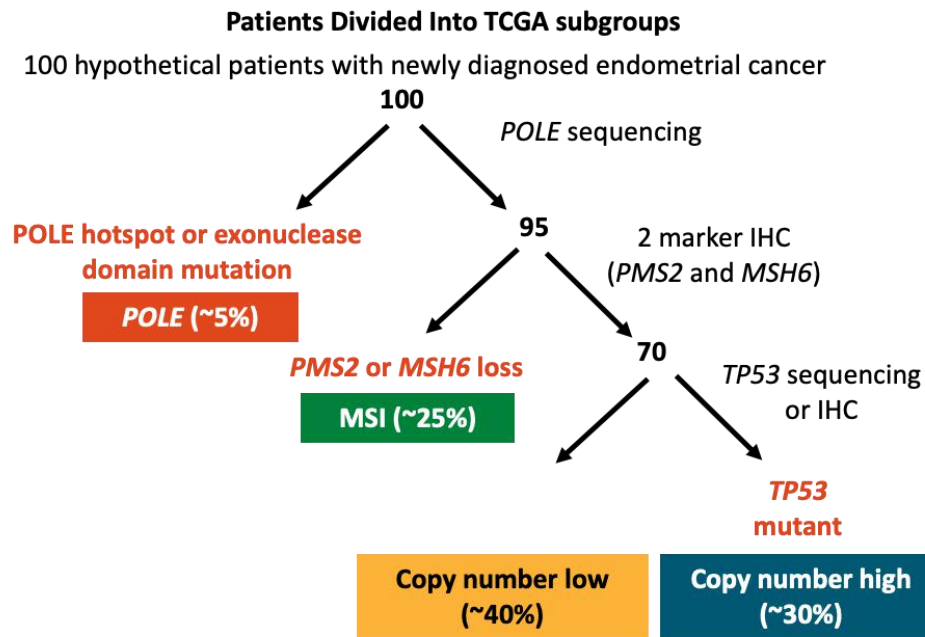 Patients Divided Into TCGA subgroups
100 hypothetical patients with newly diagnosed endometrial cancer
100
POLE sequencing
POLE hotspot or exonuclease
domain mutation
POLE (~5%)
95
2 marker IHC
(PMS2 and MSH6)
PMS2 or MSH6 loss
MSI (~25%)
70
TP53 sequencing
or IHC
TP53
mutant
Copy number low
(~40%)
Copy number high
(~30%)